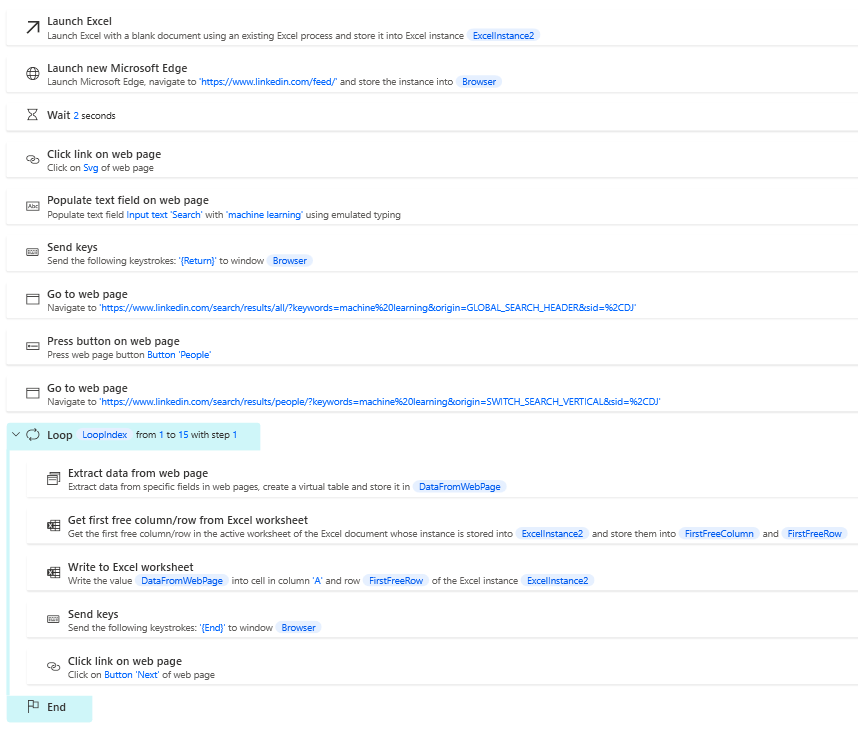 Launch Excel
Launch Excel with a blank document using an existing Excel process and store it into Excel instance ExcelInstance2
Launch new Microsoft Edge
Launch Microsoft Edge, navigate to 'https://www.linkedin.com/feed/' and store the instance into Browser
Wait 2 seconds
Click link on web page
Click on Svg of web page
Abc
Populate text field on web page
Populate text field Input text 'Search' with 'machine learning' using emulated typing
Send keys
Send the following keystrokes: '{Return}' to window Browser
Go to web page
Navigate to 'https://www.linkedin.com/search/results/all/?keywords=machine%20learning&origin=GLOBAL_SEARCH_HEADER&sid=%2CDJ'
Press button on web page
Press web page button Button 'People'
Go to web page
Navigate to 'https://www.linkedin.com/search/results/people/?keywords=machine%20learning&origin=SWITCH_SEARCH_VERTICAL&sid=%2CDJ'
Loop LoopIndex from 1 to 15 with step 1
Extract data from web page
Extract data from specific fields in web pages, create a virtual table and store it in DataFromWebPage
Get first free column/row from Excel worksheet
Get the first free column/row in the active worksheet of the Excel document whose instance is stored into ExcelInstance2 and store them into FirstFreeColumn and FirstFreeRow
Write to Excel worksheet
Write the value DataFromWebPage into cell in column 'A' and row FirstFreeRow of the Excel instance ExcelInstance2
Send keys
Send the following keystrokes: '{End}' to window Browser
Click link on web page
Click on Button 'Next' of web page
End